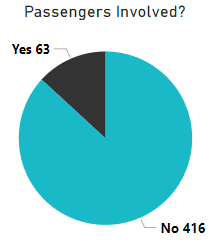 Passengers Involved?
Yes 63
No 416